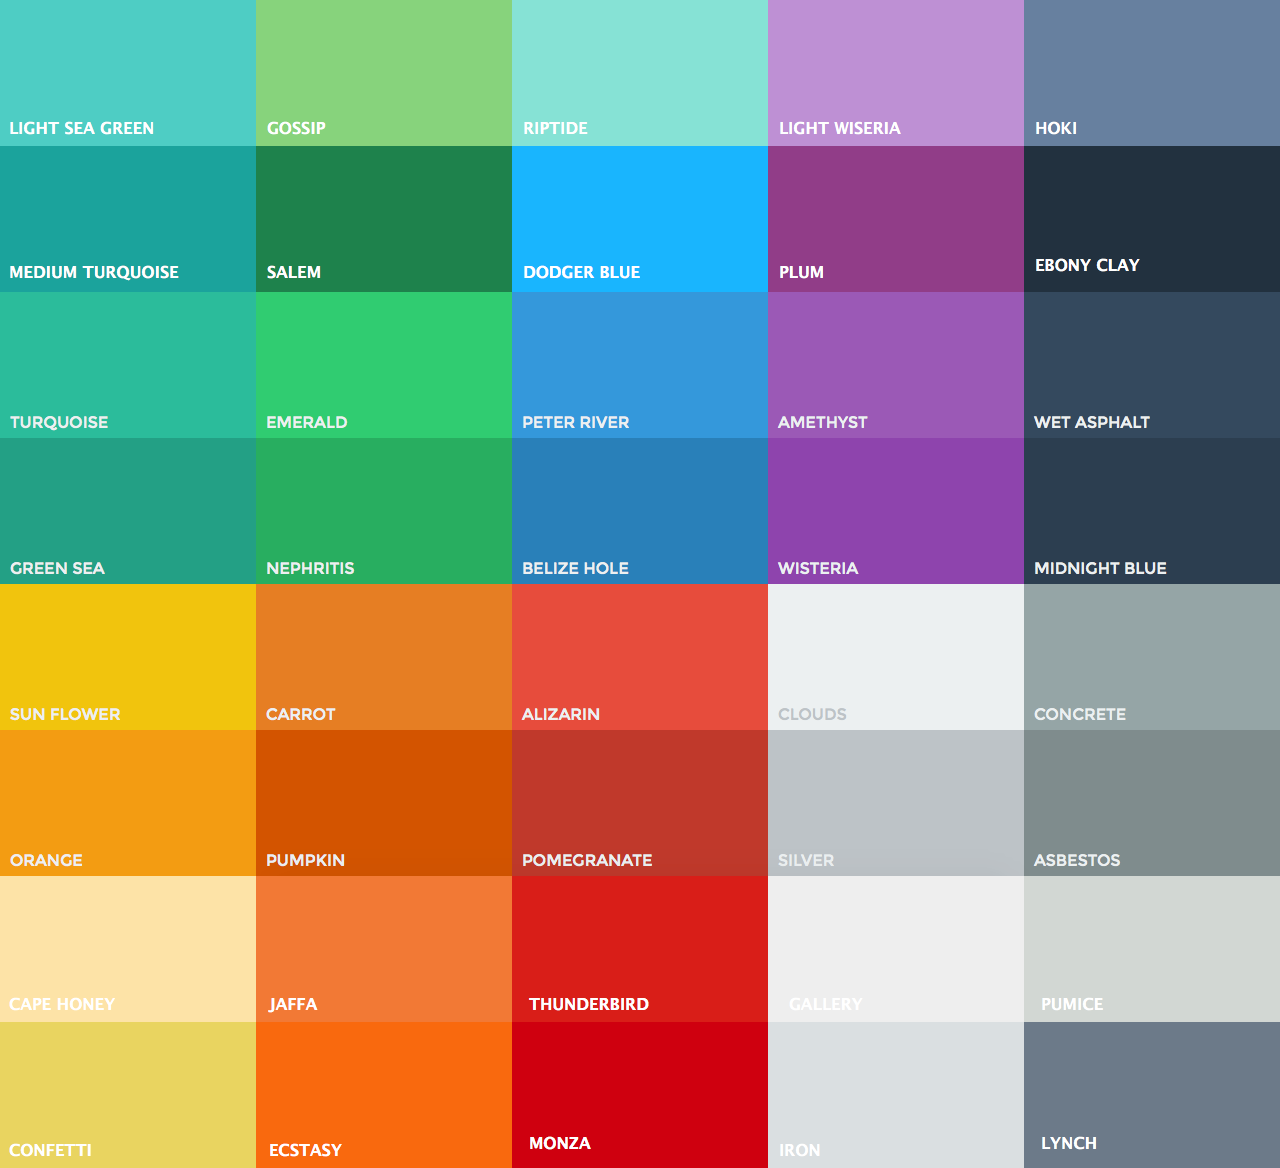 LIGHT SEA GREEN
GOSSIP
RIPTIDE
LIGHT WISERIA
HOKI
MEDIUM TURQUOISE
SALEM
DODGER BLUE
PLUM
EBONY CLAY
TURQUOISE
EMERALD
PETER RIVER
AMETHYST
WET ASPHALT
GREEN SEA
NEPHRITIS
BELIZE HOLE
WISTERIA
MIDNIGHT BLUE
SUN FLOWER
CARROT
ALIZARIN
CLOUDS
CONCRETE
ORANGE
PUMPKIN
POMEGRANATE
SILVER
ASBESTOS
CAPE HONEY
JAFFA
THUNDERBIRD
GALLERY
PUMICE
CONFETTI
ECSTASY
MONZA
IRON
LYNCH